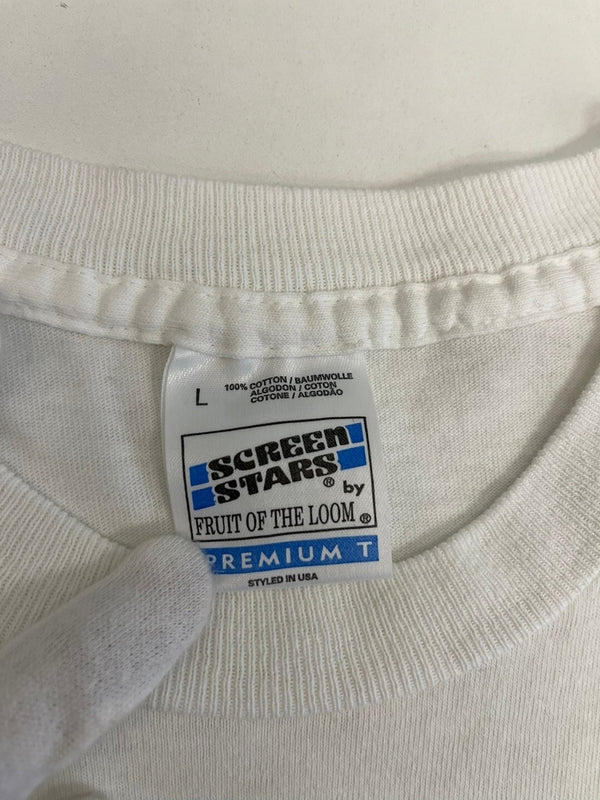 L
100% COTTON / BAUMWOLLE
ALGODON / COTON
COTONE / ALGODÃO
SCREEN
STARS® by
FRUIT OF THE LOOM®
PREMIUM T
STYLED IN USA